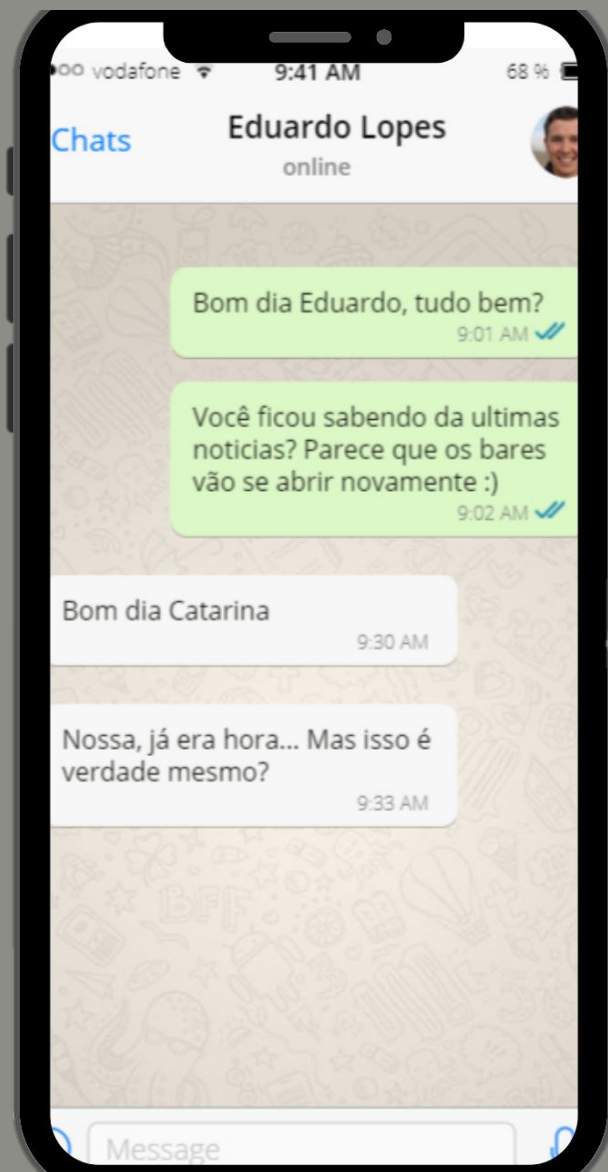 vodafone 9:41 AM 68 %
Chats Eduardo Lopes
online
Bom dia Eduardo, tudo bem?
9:01 AM
Você ficou sabendo da ultimas
noticias? Parece que os bares
vão se abrir novamente :)
9:02 AM
Bom dia Catarina
9:30 AM
Nossa, já era hora... Mas isso é
verdade mesmo?
9:33 AM
BFF
Message